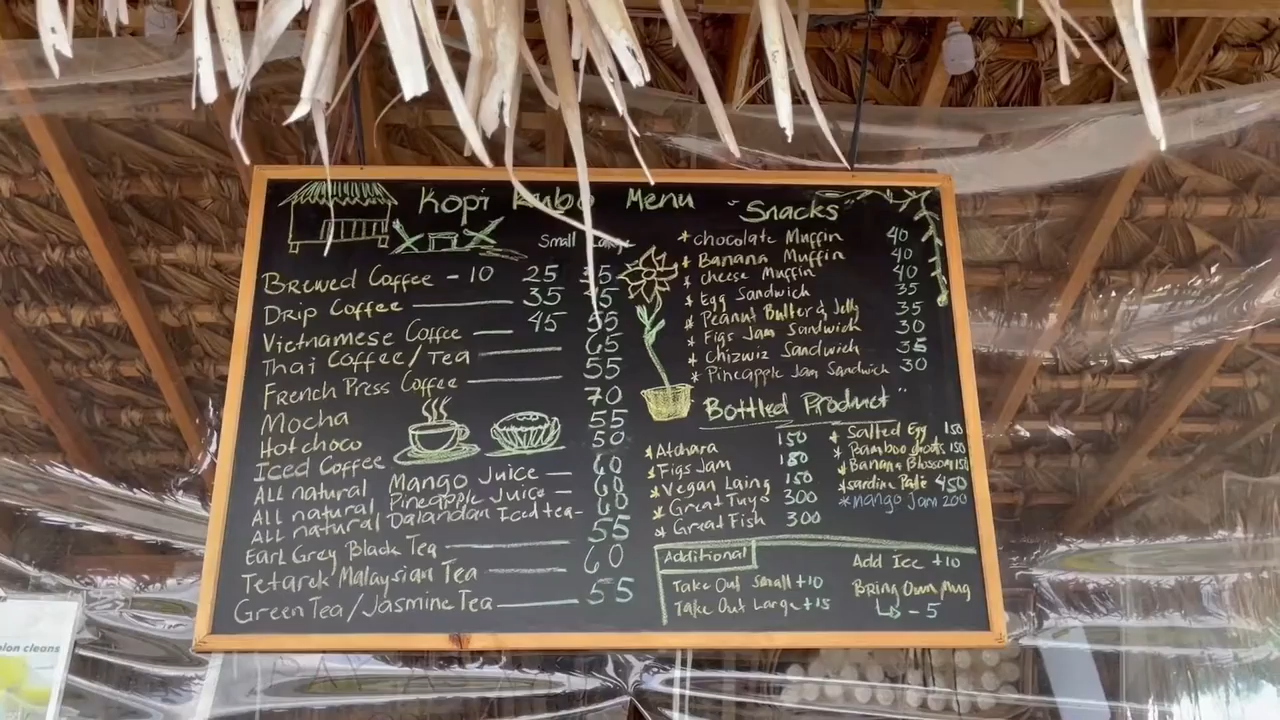 Kopi Kubo Menu
Small Large
Brewed Coffee - 10 25 35
Drip Coffee 35 45
Vietnamese Coffee 45 55
Thai Coffee/Tea 65
French Press Coffee 55
Mocha 70
Hot choco 55
Iced Coffee 50
ALL natural Mango Juice 60
ALL natural Pineapple Juice 60
ALL natural Dalandan Iced tea 60
Earl Grey Black Tea 55
Tetarek Malaysian Tea 60
Green Tea/Jasmine Tea 55
"Snacks"
* chocolate Muffin 40
* Banana Muffin 40
* cheese Muffin 40
* Egg Sandwich 35
* Peanut Butter & Jelly 35
* Figs Jam Sandwich 30
* Chizwiz Sandwich 35
* Pineapple Jam Sandwich 30
Bottled Product"
* Atchara 150
* Figs Jam 180
* Vegan Laing 150
* Great Tuyo 300
* Great Fish 300
* Salted Egg 150
* Bamboo shoots 150
* Banana Blossom 150
* sardine Pate 450
* mango Jam 200
Additional
Take Out Small +10
Take Out Large +15
Add Ice +10
Bring Own Mug
- 5
cleans